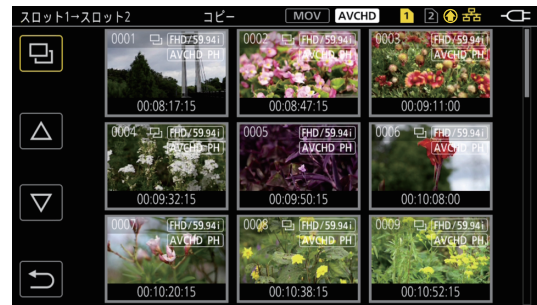 スロット1→スロット2 コピー MOV AVCHD 1 2
0001 FHD/59.94i AVCHD PH 00:08:17:15
0002 FHD/59.94i AVCHD PH 00:08:47:15
0003 FHD/59.94i AVCHD PH 00:09:11:00
0004 FHD/59.94i AVCHD PH 00:09:32:15
0005 FHD/59.94i AVCHD PH 00:09:50:15
0006 FHD/59.94i AVCHD PH 00:10:08:00
0007 FHD/59.94i AVCHD PH 00:10:20:15
0008 FHD/59.94i AVCHD PH 00:10:38:15
0009 FHD/59.94i AVCHD PH 00:10:52:15